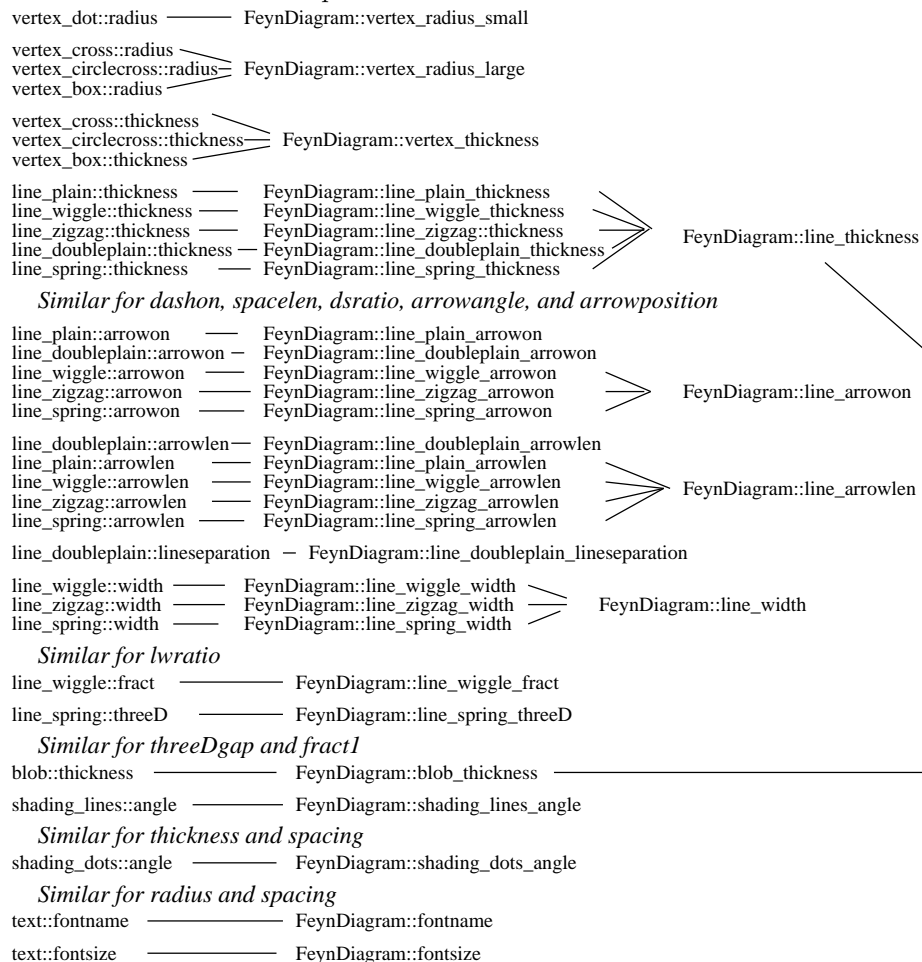 vertex_dot::radius FeynDiagram::vertex_radius_small
vertex_cross::radius
vertex_circlecross::radius FeynDiagram::vertex_radius_large
vertex_box::radius
vertex_cross::thickness
vertex_circlecross::thickness FeynDiagram::vertex_thickness
vertex_box::thickness
line_plain::thickness FeynDiagram::line_plain_thickness
line_wiggle::thickness FeynDiagram::line_wiggle_thickness
line_zigzag::thickness FeynDiagram::line_zigzag::thickness
FeynDiagram::line_thickness
line_doubleplain::thickness FeynDiagram::line_doubleplain_thickness
line_spring::thickness FeynDiagram::line_spring_thickness
Similar for dashon, spacelen, dsratio, arrowangle, and arrowposition
line_plain::arrowon FeynDiagram::line_plain_arrowon
line_doubleplain::arrowon FeynDiagram::line_doubleplain_arrowon
line_wiggle::arrowon FeynDiagram::line_wiggle_arrowon
line_zigzag::arrowon FeynDiagram::line_zigzag_arrowon FeynDiagram::line_arrowon
line_spring::arrowon FeynDiagram::line_spring_arrowon
line_doubleplain::arrowlen FeynDiagram::line_doubleplain_arrowlen
line_plain::arrowlen FeynDiagram::line_plain_arrowlen
line_wiggle::arrowlen FeynDiagram::line_wiggle_arrowlen
FeynDiagram::line_arrowlen
line_zigzag::arrowlen FeynDiagram::line_zigzag_arrowlen
line_spring::arrowlen FeynDiagram::line_spring_arrowlen
line_doubleplain::lineseparation FeynDiagram::line_doubleplain_lineseparation
line_wiggle::width FeynDiagram::line_wiggle_width
line_zigzag::width FeynDiagram::line_zigzag_width FeynDiagram::line_width
line_spring::width FeynDiagram::line_spring_width
Similar for lwratio
line_wiggle::fract FeynDiagram::line_wiggle_fract
line_spring::threeD FeynDiagram::line_spring_threeD
Similar for threeDgap and fract1
blob::thickness FeynDiagram::blob_thickness
shading_lines::angle FeynDiagram::shading_lines_angle
Similar for thickness and spacing
shading_dots::angle FeynDiagram::shading_dots_angle
Similar for radius and spacing
text::fontname FeynDiagram::fontname
text::fontsize FeynDiagram::fontsize